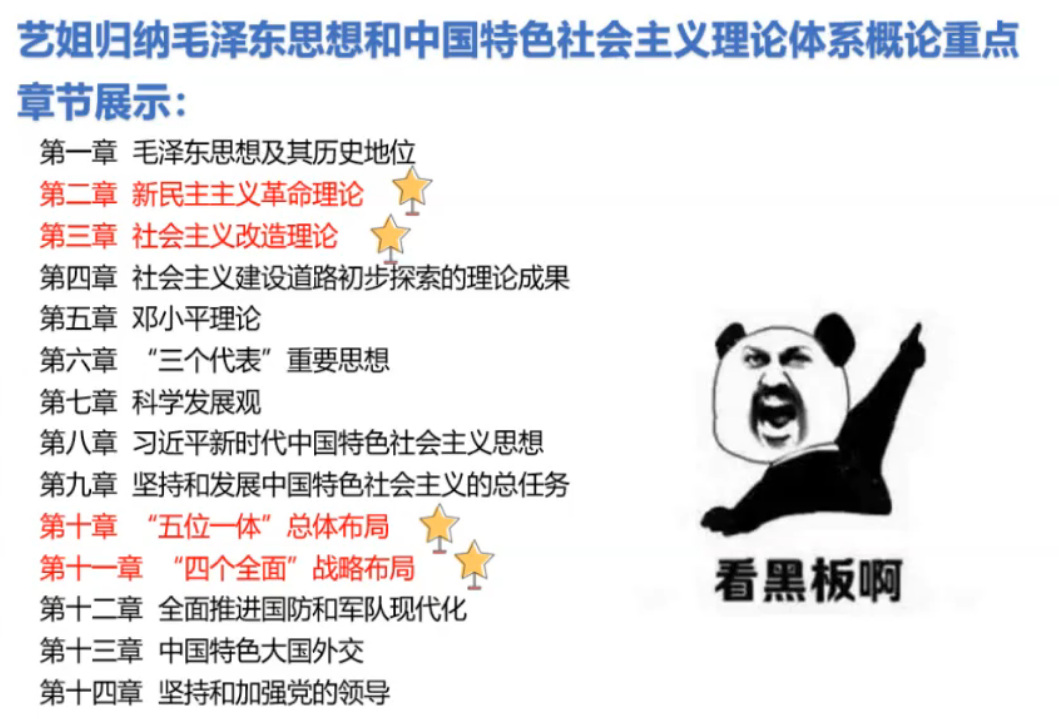 艺姐归纳毛泽东思想和中国特色社会主义理论体系概论重点
章节展示：
第一章 毛泽东思想及其历史地位
第二章 新民主主义革命理论
第三章 社会主义改造理论
第四章 社会主义建设道路初步探索的理论成果
第五章 邓小平理论
第六章 “三个代表”重要思想
第七章 科学发展观
第八章 习近平新时代中国特色社会主义思想
第九章 坚持和发展中国特色社会主义的总任务
第十章 “五位一体”总体布局
第十一章 “四个全面”战略布局
第十二章 全面推进国防和军队现代化
第十三章 中国特色大国外交
第十四章 坚持和加强党的领导
看黑板啊